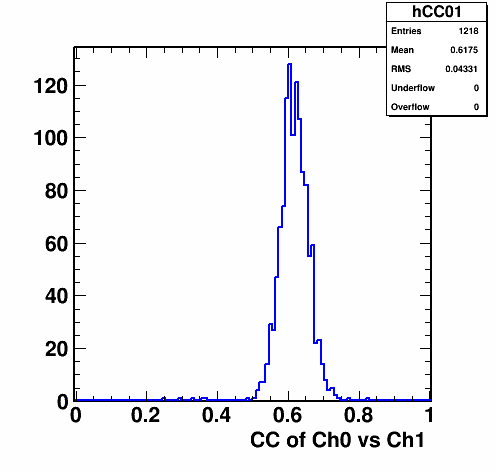 hCC01
Entries 1218
Mean 0.6175
RMS 0.04331
Underflow 0
Overflow 0
120
100
80
60
40
20
0
0 0.2 0.4 0.6 0.8 1
CC of Ch0 vs Ch1